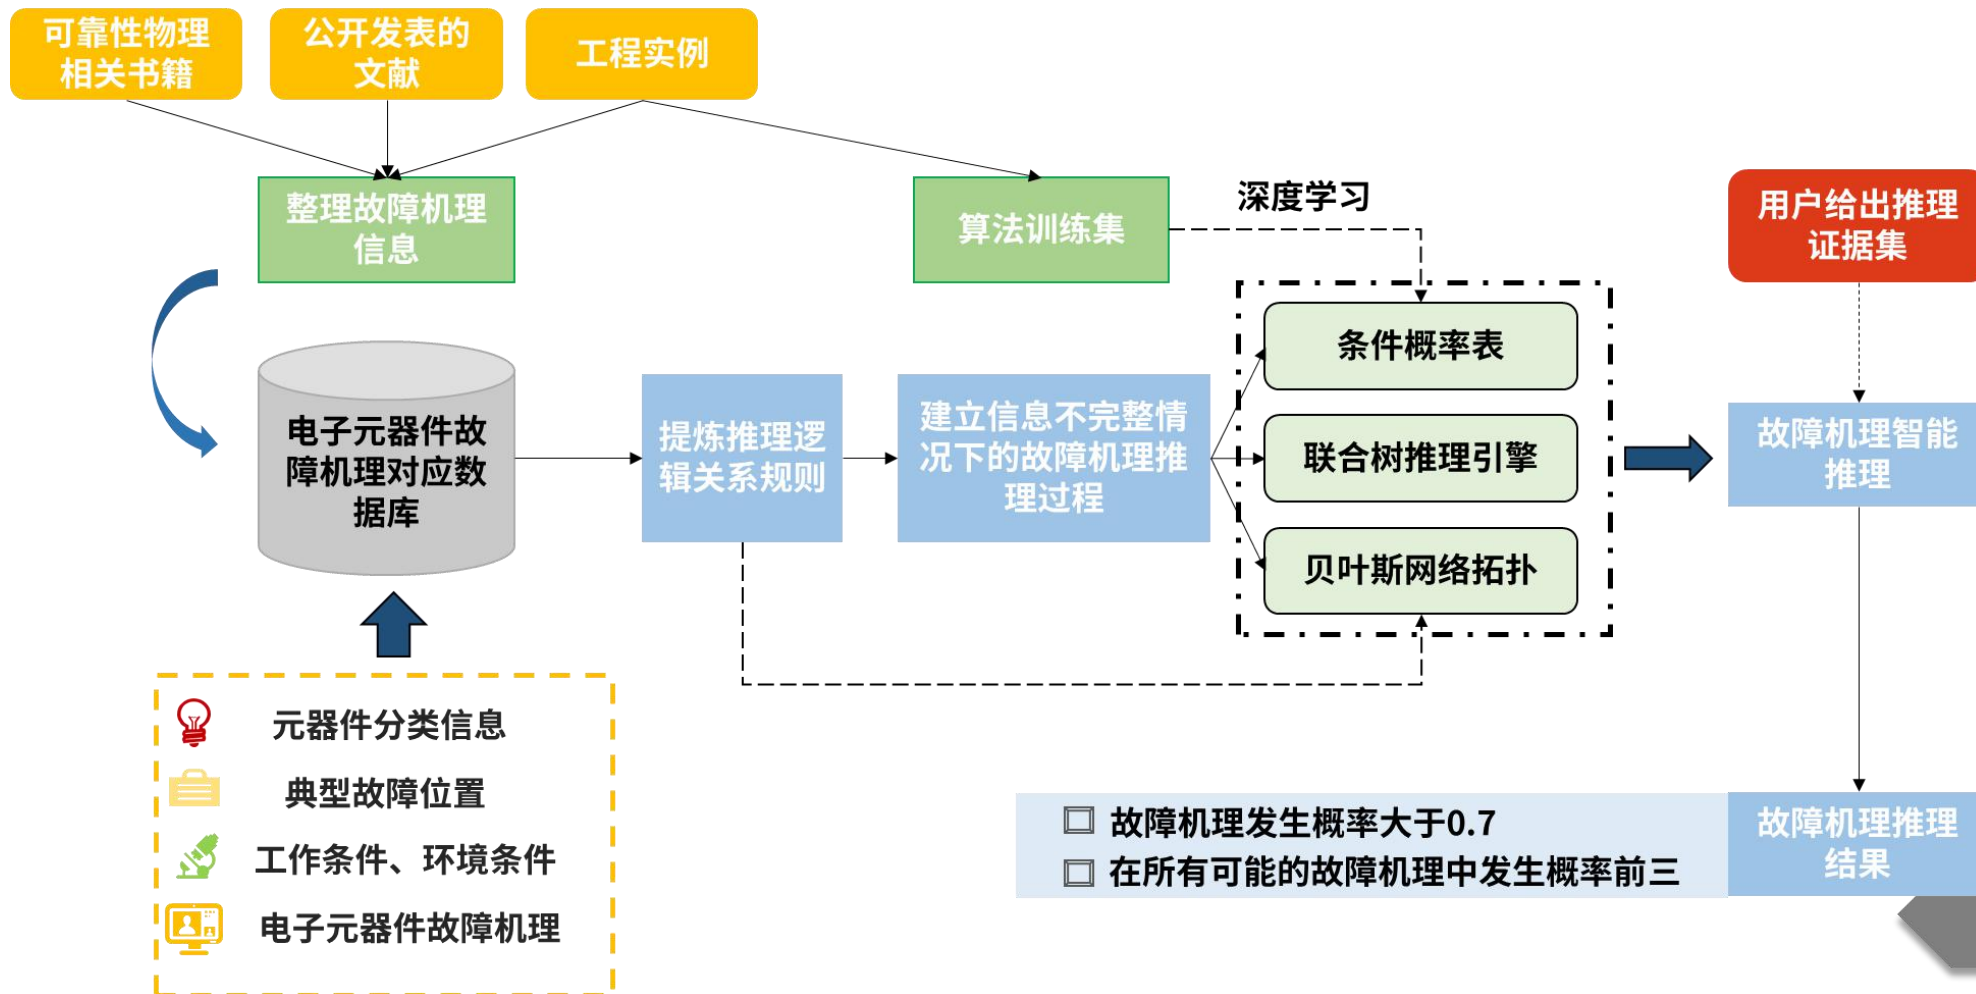 可靠性物理
相关书籍
公开发表的
文献
工程实例
整理故障机理
信息
算法训练集
深度学习
用户给出推理
证据集
电子元器件故
障机理对应数
据库
提炼推理逻
辑关系规则
建立信息不完整情
况下的故障机理推
理过程
条件概率表
联合树推理引擎
贝叶斯网络拓扑
故障机理智能
推理
元器件分类信息
典型故障位置
工作条件、环境条件
电子元器件故障机理
故障机理发生概率大于0.7
在所有可能的故障机理中发生概率前三
故障机理推理
结果